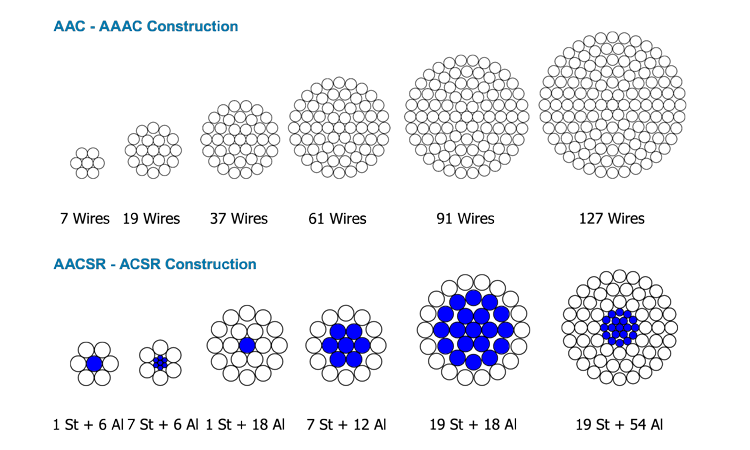 AAC - AAAC Construction
7 Wires 19 Wires 37 Wires 61 Wires 91 Wires 127 Wires
AACSR - ACSR Construction
1 St + 6 Al 7 St + 6 Al 1 St + 18 Al 7 St + 12 Al 19 St + 18 Al 19 St + 54 Al